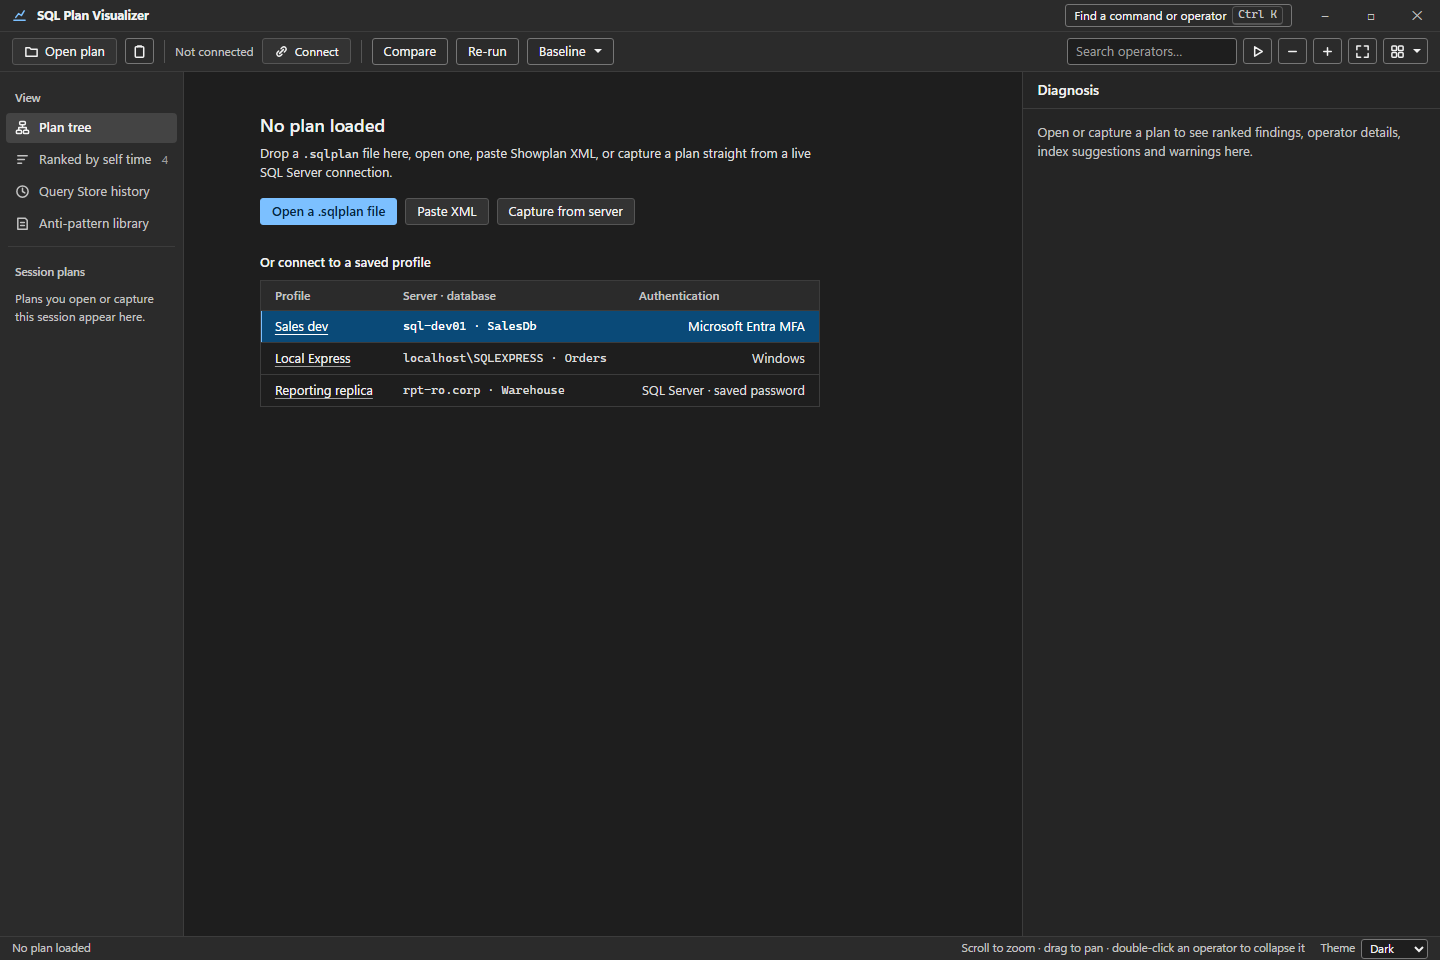 SQL Plan Visualizer
Find a command or operator Ctrl K
Open plan
Not connected
Connect
Compare
Re-run
Baseline
Search operators...
View
Plan tree
Ranked by self time 4
Query Store history
Anti-pattern library
Session plans
Plans you open or capture
this session appear here.
No plan loaded
Drop a .sqlplan file here, open one, paste Showplan XML, or capture a plan straight from a live
SQL Server connection.
Open a .sqlplan file
Paste XML
Capture from server
Or connect to a saved profile
Profile Server · database Authentication
Sales dev sql-dev01 · SalesDb Microsoft Entra MFA
Local Express localhost\SQLEXPRESS · Orders Windows
Reporting replica rpt-ro.corp · Warehouse SQL Server · saved password
Diagnosis
Open or capture a plan to see ranked findings, operator details,
index suggestions and warnings here.
No plan loaded
Scroll to zoom · drag to pan · double-click an operator to collapse it
Theme
Dark